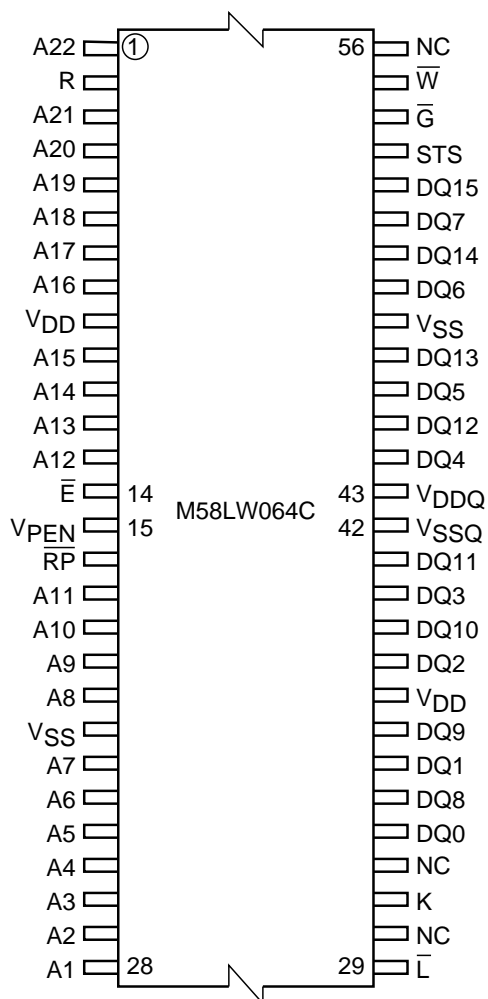 A22 ① 56 NC
R W̅
A21 G̅
A20 STS
A19 DQ15
A18 DQ7
A17 DQ14
A16 DQ6
VDD VSS
A15 DQ13
A14 DQ5
A13 DQ12
A12 DQ4
E̅ 14 43 VDDQ
M58LW064C
VPEN 15 42 VSSQ
R̅P̅ DQ11
A11 DQ3
A10 DQ10
A9 DQ2
A8 VDD
VSS DQ9
A7 DQ1
A6 DQ8
A5 DQ0
A4 NC
A3 K
A2 NC
A1 28 29 L̅